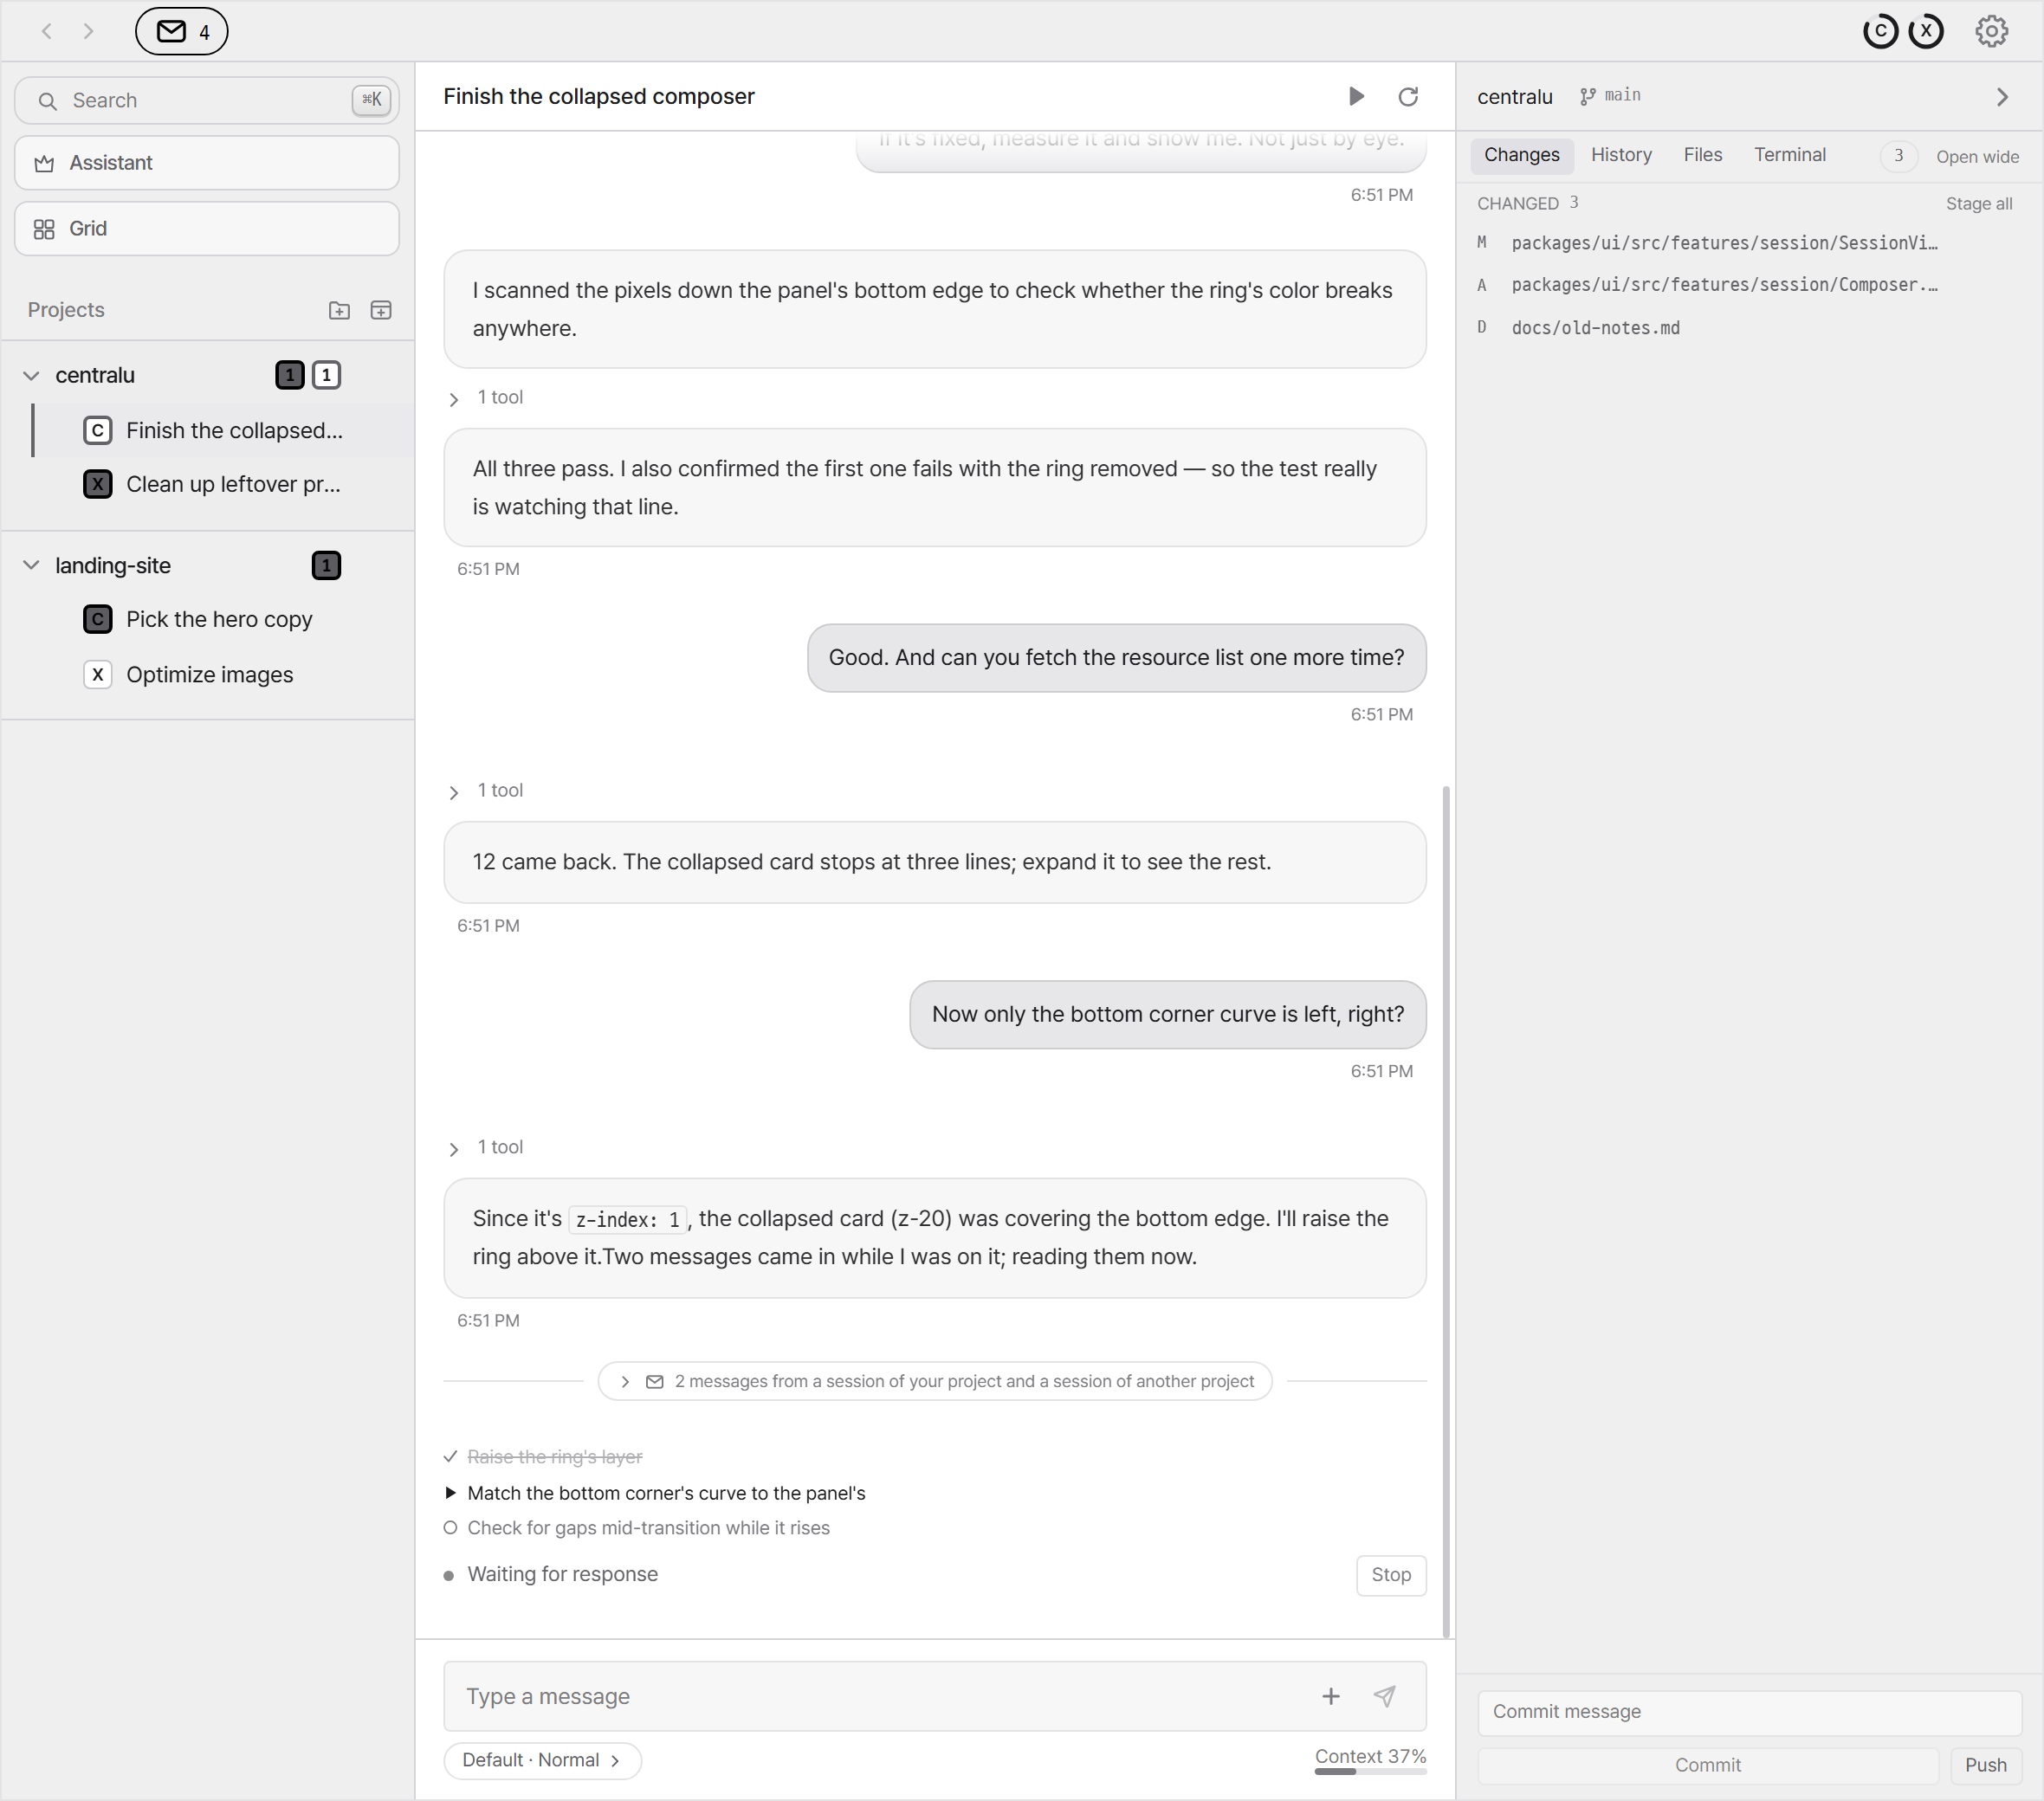 4
C
X
Search
⌘K
Assistant
Grid
Projects
centralu
1
1
C
Finish the collapsed...
X
Clean up leftover pr...
landing-site
1
C
Pick the hero copy
X
Optimize images
Finish the collapsed composer
If it's fixed, measure it and show me. Not just by eye.
6:51 PM
I scanned the pixels down the panel's bottom edge to check whether the ring's color breaks
anywhere.
1 tool
All three pass. I also confirmed the first one fails with the ring removed — so the test really
is watching that line.
6:51 PM
Good. And can you fetch the resource list one more time?
6:51 PM
1 tool
12 came back. The collapsed card stops at three lines; expand it to see the rest.
6:51 PM
Now only the bottom corner curve is left, right?
6:51 PM
1 tool
Since it's z-index: 1, the collapsed card (z-20) was covering the bottom edge. I'll raise the
ring above it.Two messages came in while I was on it; reading them now.
6:51 PM
2 messages from a session of your project and a session of another project
Raise the ring's layer
Match the bottom corner's curve to the panel's
Check for gaps mid-transition while it rises
Waiting for response
Stop
Type a message
Default · Normal
Context 37%
centralu
main
Changes
History
Files
Terminal
3
Open wide
CHANGED 3
Stage all
M packages/ui/src/features/session/SessionVi…
A packages/ui/src/features/session/Composer.…
D docs/old-notes.md
Commit message
Commit
Push